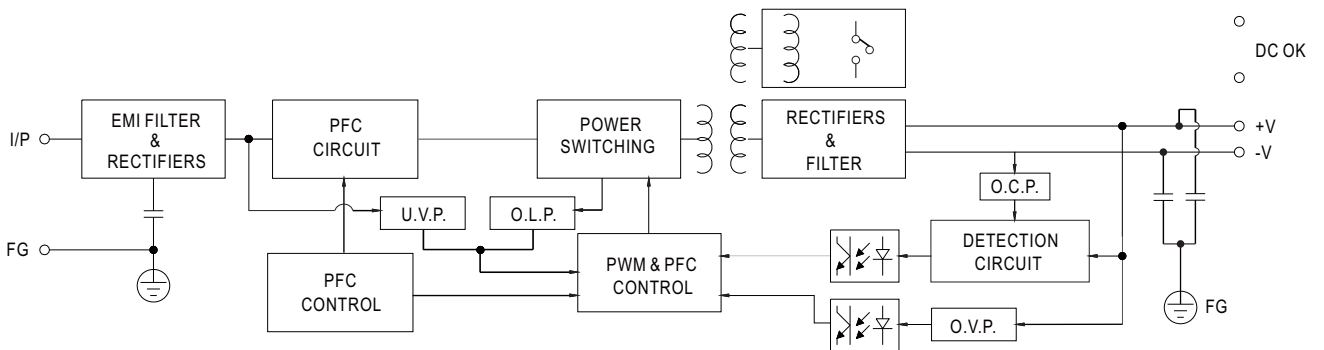 DC OK
I/P
EMI FILTER
&
RECTIFIERS
PFC
CIRCUIT
POWER
SWITCHING
RECTIFIERS
&
FILTER
+V
-V
U.V.P.
O.L.P.
O.C.P.
FG
PFC
CONTROL
PWM & PFC
CONTROL
DETECTION
CIRCUIT
O.V.P.
FG